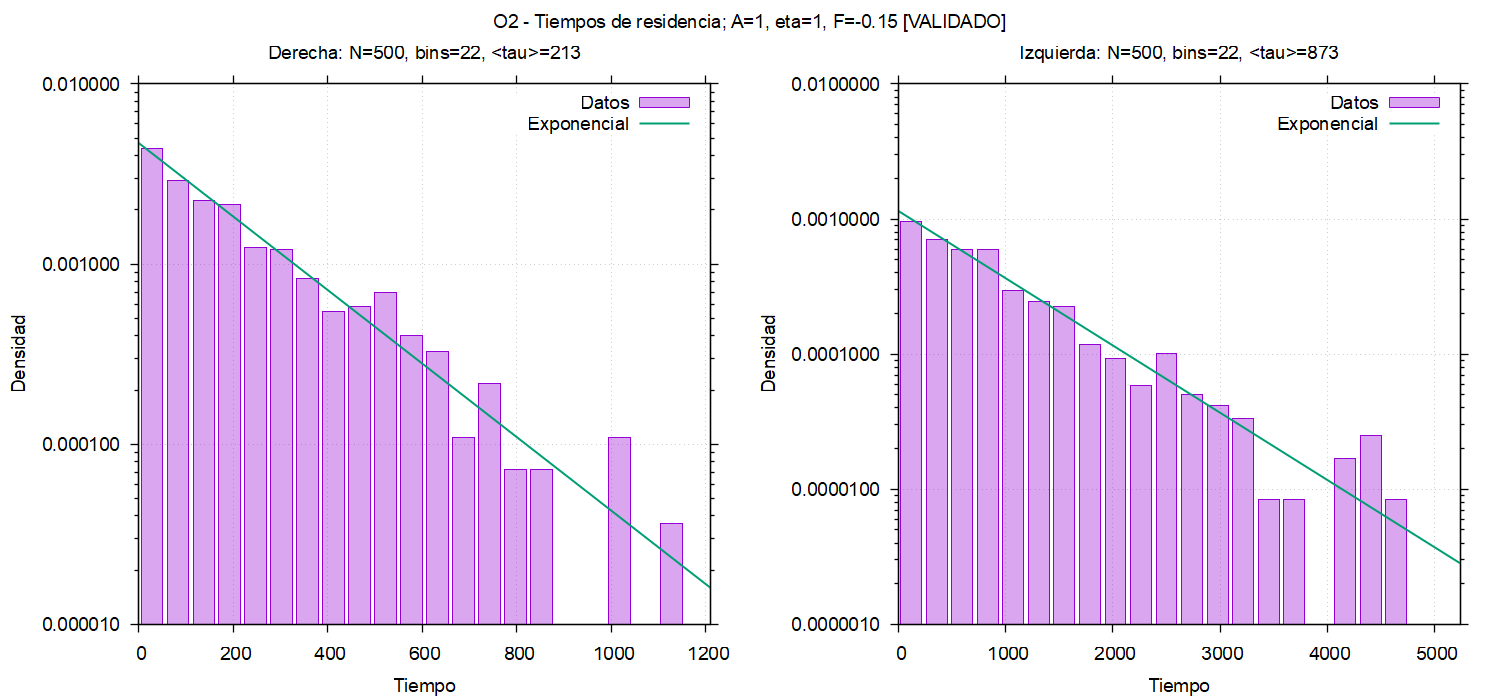 O2 - Tiempos de residencia; A=1, eta=1, F=-0.15 [VALIDADO]
Derecha: N=500, bins=22, <tau>=213
0.010000
0.001000
0.000100
0.000010
Densidad
Datos
Exponencial
0 200 400 600 800 1000 1200
Tiempo
Izquierda: N=500, bins=22, <tau>=873
0.0100000
0.0010000
0.0001000
0.0000100
0.0000010
Densidad
Datos
Exponencial
0 1000 2000 3000 4000 5000
Tiempo